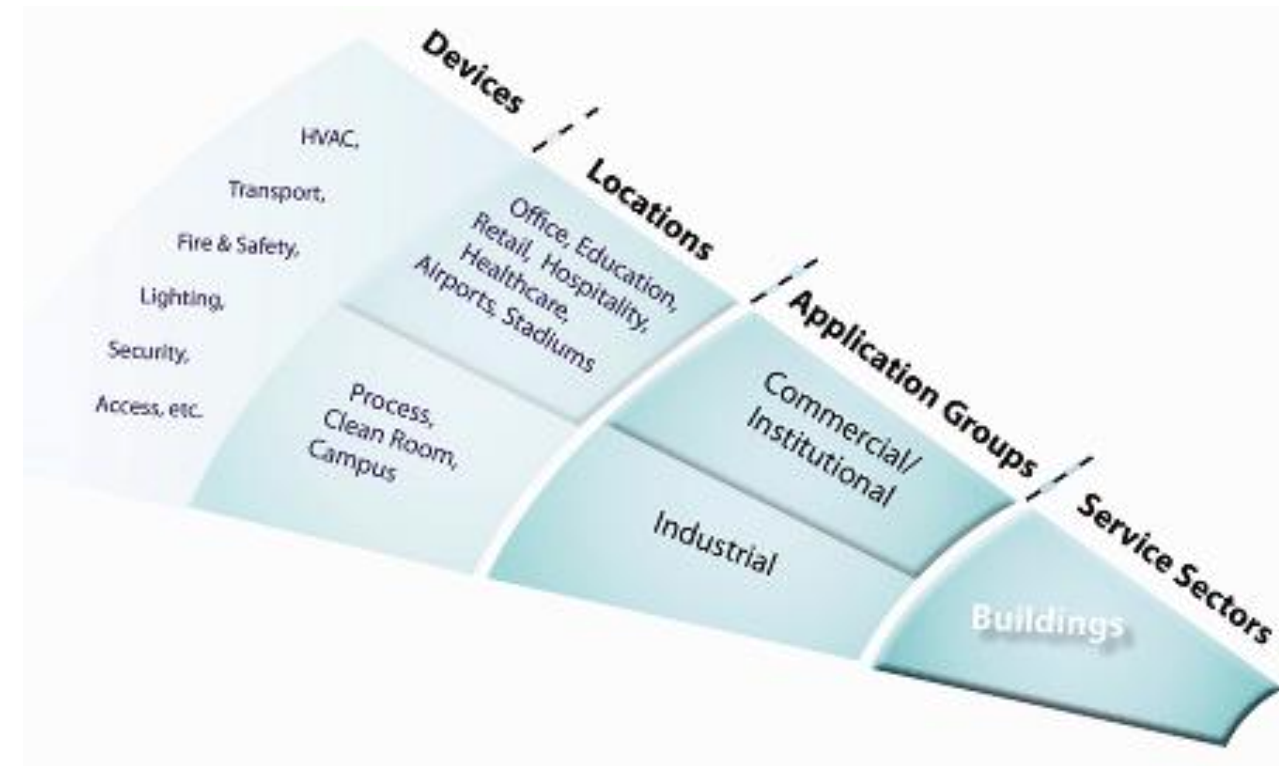 Devices
HVAC,
Transport,
Fire & Safety,
Lighting,
Security,
Access, etc.
Locations
Office, Education,
Retail, Hospitality,
Healthcare,
Airports, Stadiums
Process,
Clean Room,
Campus
Application Groups
Commercial/
Institutional
Industrial
Service Sectors
Buildings